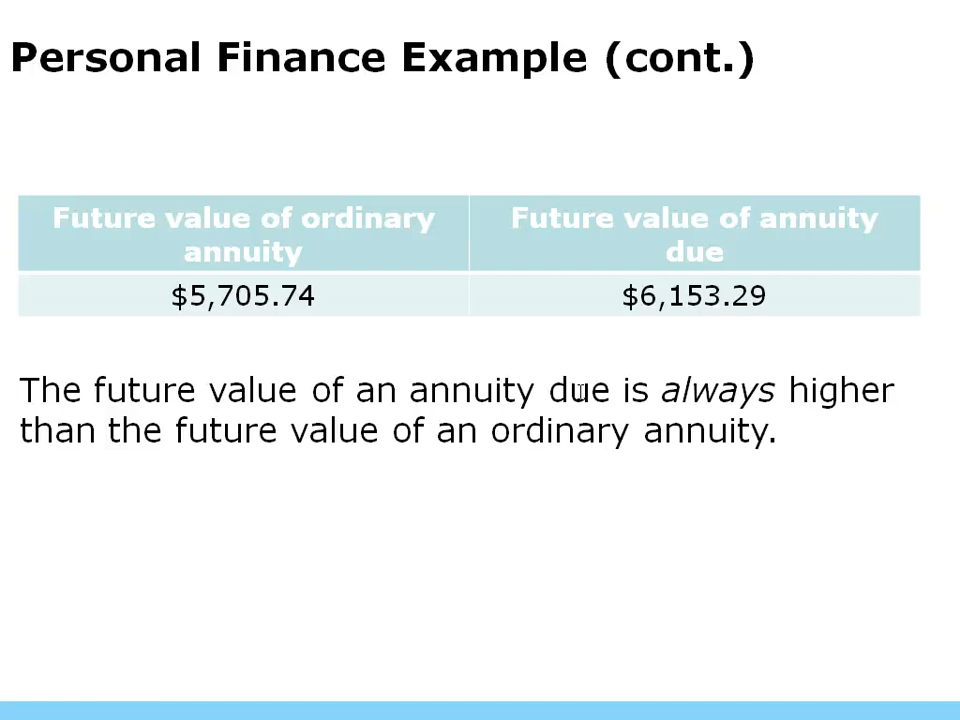 Personal Finance Example (cont.)
Future value of ordinary
annuity
Future value of annuity
due
$5,705.74
$6,153.29
The future value of an annuity due is always higher
than the future value of an ordinary annuity.